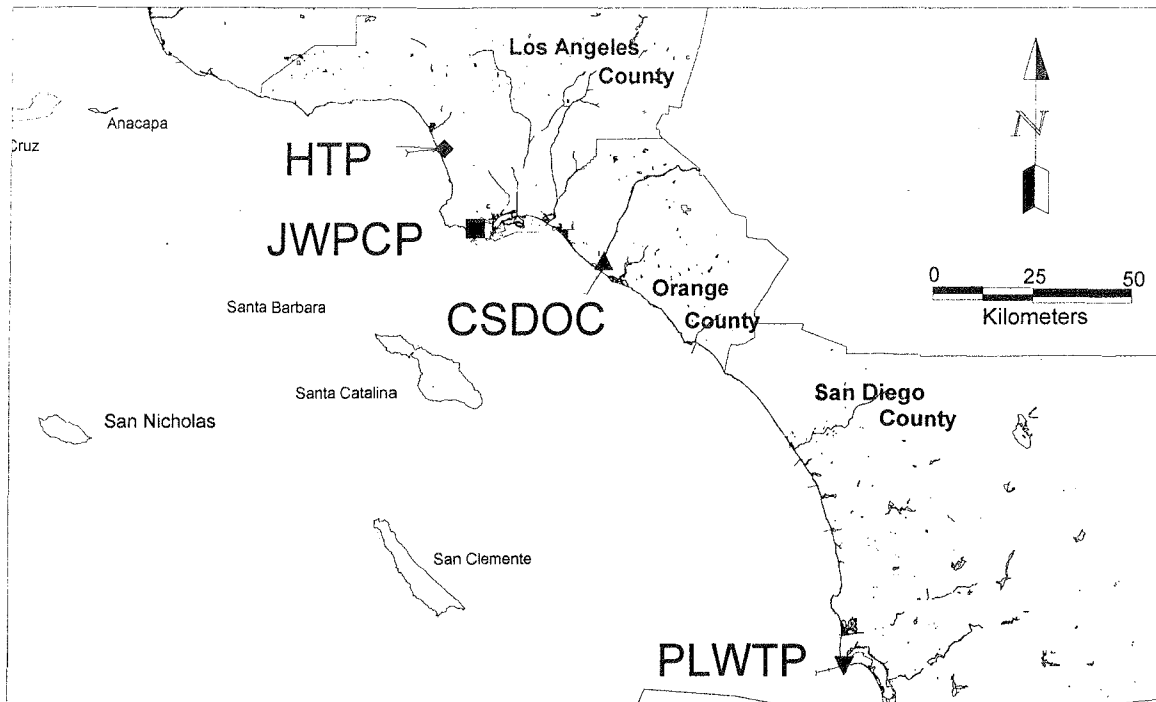 Los Angeles
County
Anacapa
Cruz
HTP
N
JWPCP
0 25 50
Kilometers
Santa Barbara
CSDOC
Orange
County
Santa Catalina
San Diego
County
San Nicholas
San Clemente
PLWTP